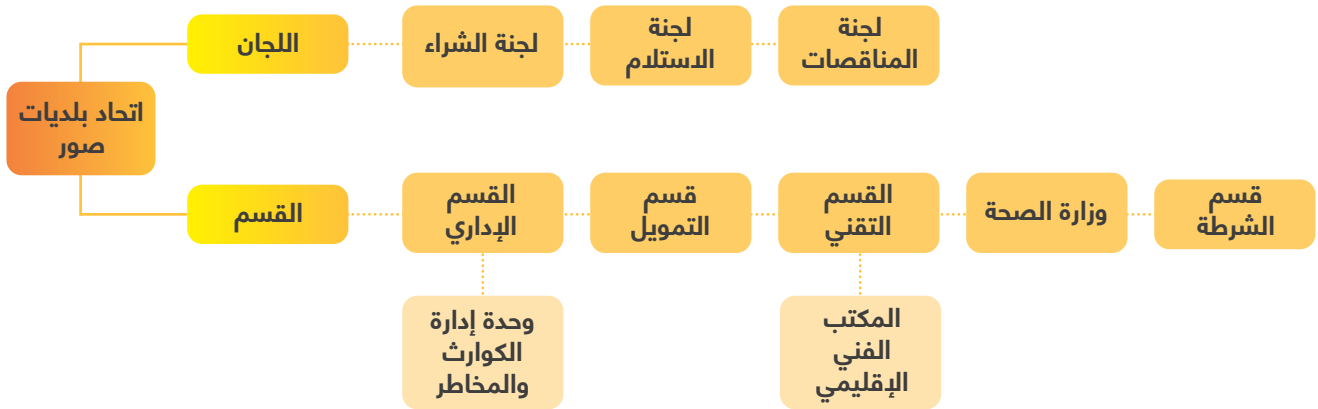 اتحاد بلديات
صور
اللجان
لجنة الشراء
لجنة
الاستلام
لجنة
المناقصات
القسم
القسم
الإداري
قسم
التمويل
القسم
التقني
وزارة الصحة
قسم
الشرطة
وحدة إدارة
الكوارث
والمخاطر
المكتب
الفني
الإقليمي